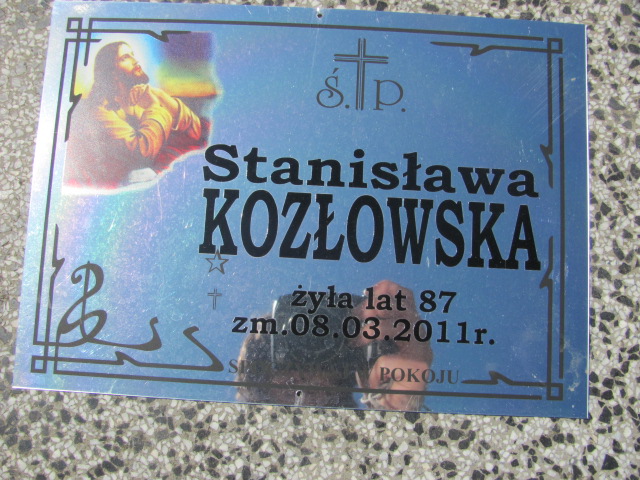 Ś. P.
Stanisława
KOZŁOWSKA
żyła lat 87
zm.08.03.2011r.
POKOJU